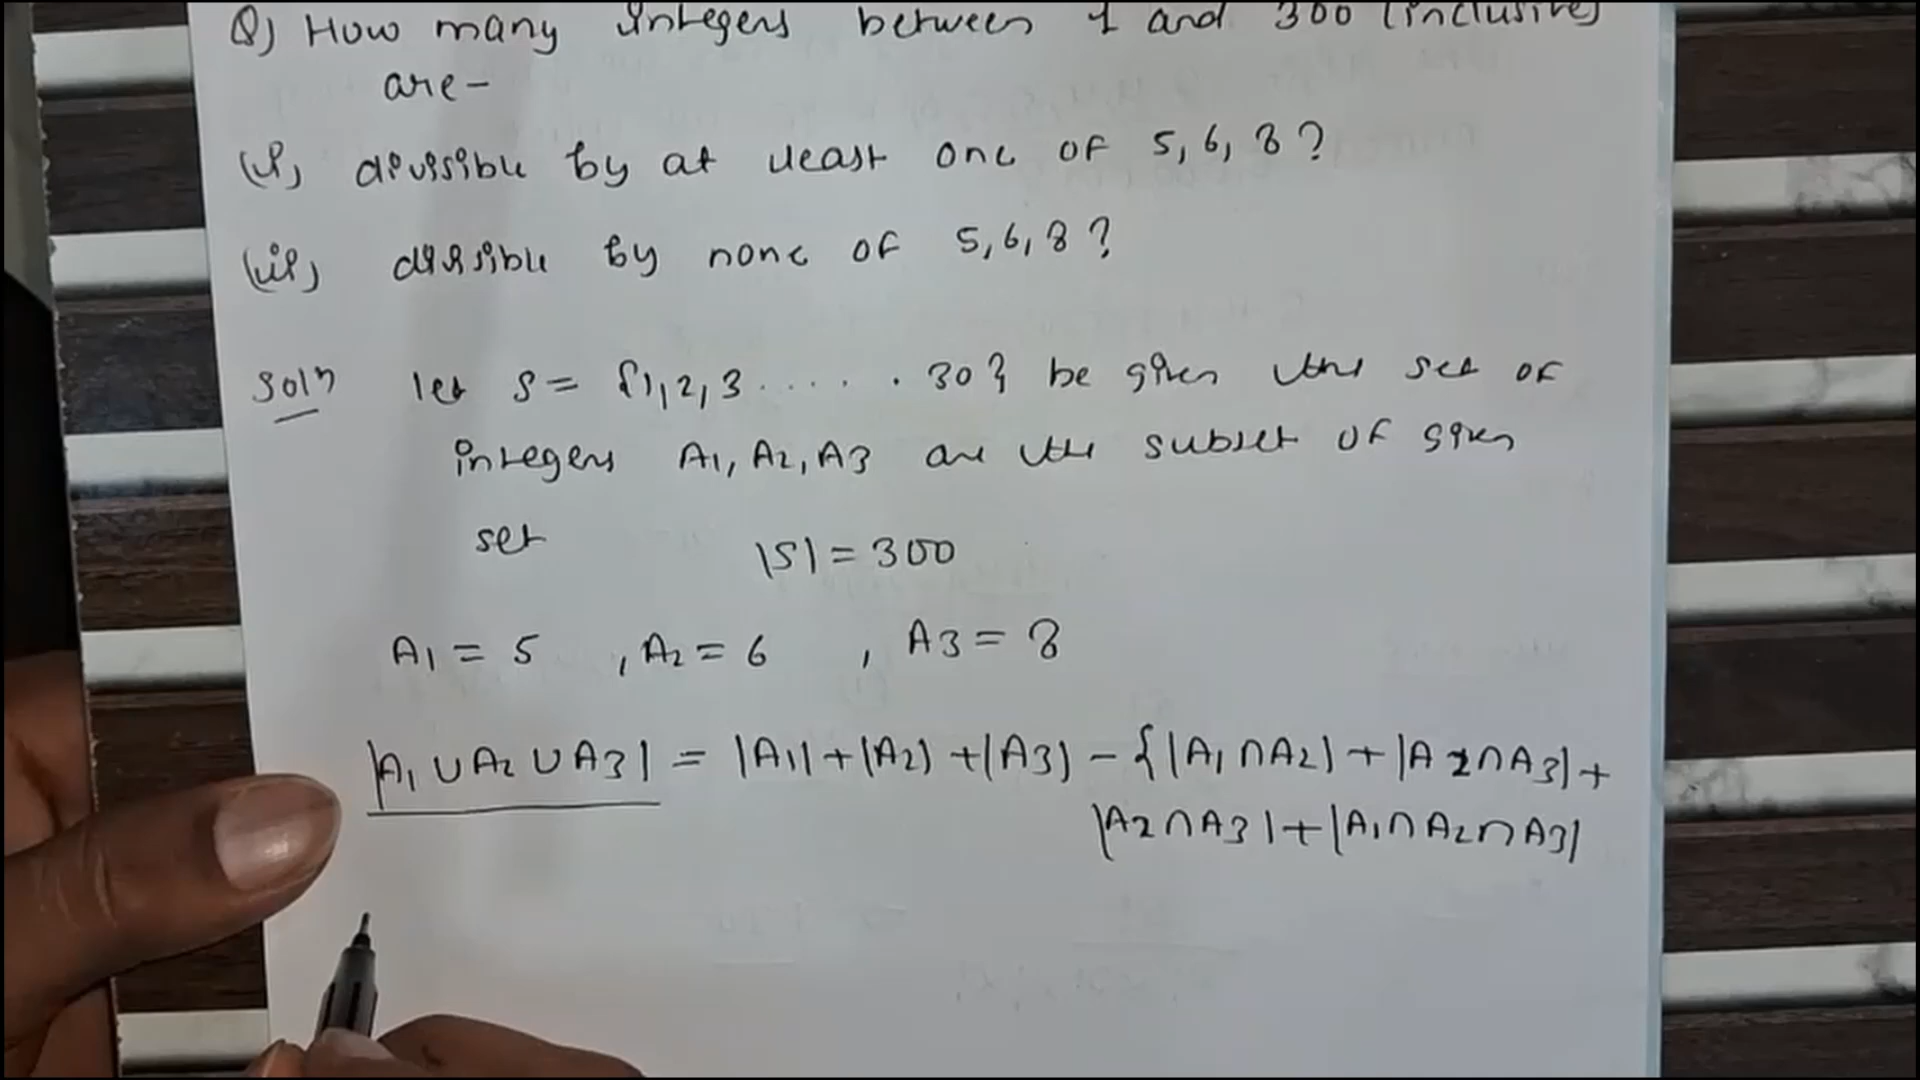 Q) How many integers between 1 and 300 (inclusive)
are -
(i) divisible by at least one of 5, 6, 8 ?
(ii) divisible by none of 5, 6, 8 ?
Solⁿ let S = {1, 2, 3 ..... 30} be given the set of
integers A1, A2, A3 are the subset of given
set |S| = 300
A1 = 5 , A2 = 6 , A3 = 8
|A1 ∪ A2 ∪ A3| = |A1| + |A2| + |A3| - {|A1 ∩ A2| + |A1 ∩ A3| +
|A2 ∩ A3| + |A1 ∩ A2 ∩ A3|